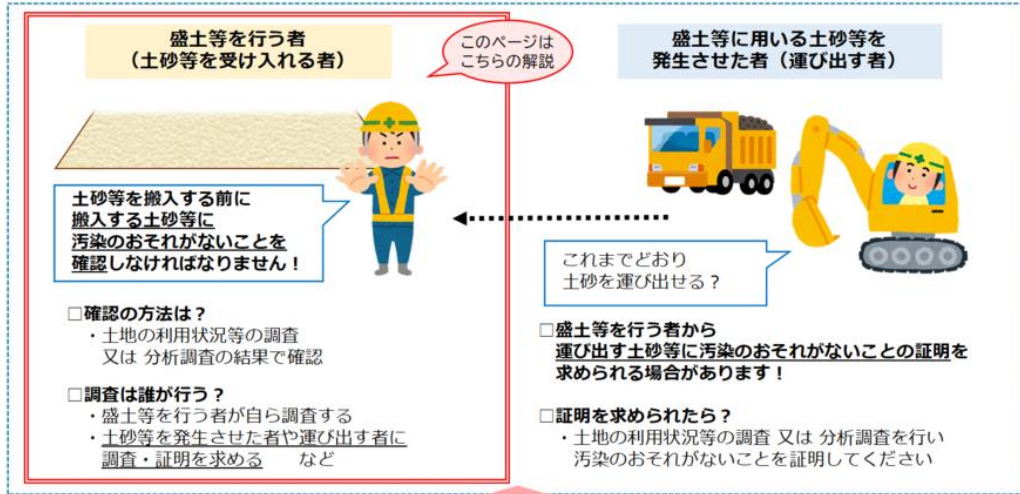 盛土等を行う者
（土砂等を受け入れる者）
このページは
こちらの解説
土砂等を搬入する前に
搬入する土砂等に
汚染のおそれがないことを
確認しなければなりません！
□確認の方法は？
・土地の利用状況等の調査
又は 分析調査の結果で確認
□調査は誰が行う？
・盛土等を行う者が自ら調査する
・土砂等を発生させた者や運び出す者に
調査・証明を求める　など
盛土等に用いる土砂等を
発生させた者（運び出す者）
これまでどおり
土砂を運び出せる？
□盛土等を行う者から
運び出す土砂等に汚染のおそれがないことの証明を
求められる場合があります！
□証明を求められたら？
・土地の利用状況等の調査 又は 分析調査を行い
汚染のおそれがないことを証明してください